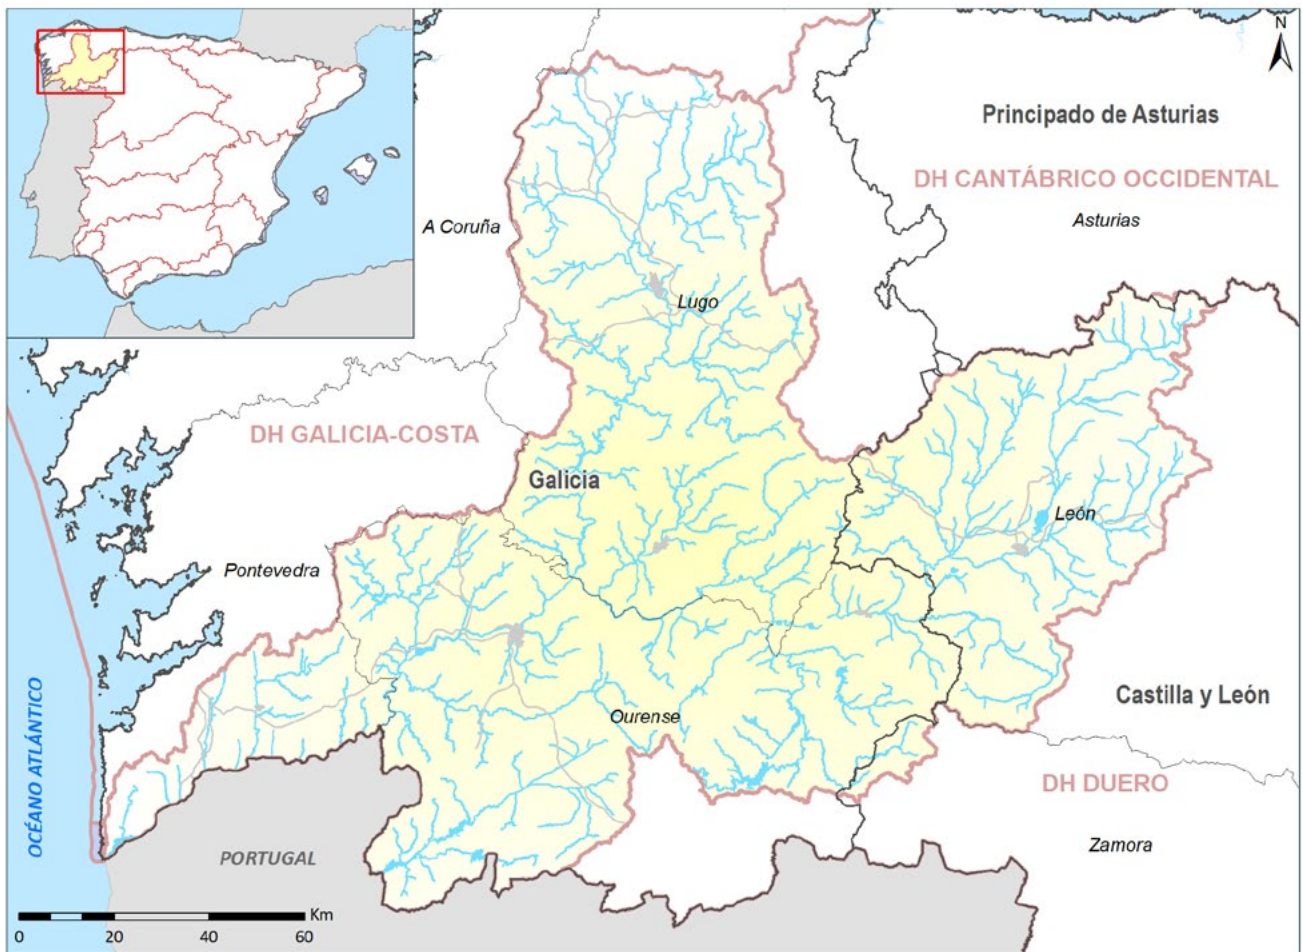 N
Principado de Asturias
DH CANTÁBRICO OCCIDENTAL
Asturias
A Coruña
Lugo
DH GALICIA-COSTA
Galicia
León
Pontevedra
Ourense
Castilla y León
OCÉANO ATLÁNTICO
DH DUERO
Zamora
PORTUGAL
0 20 40 60 Km